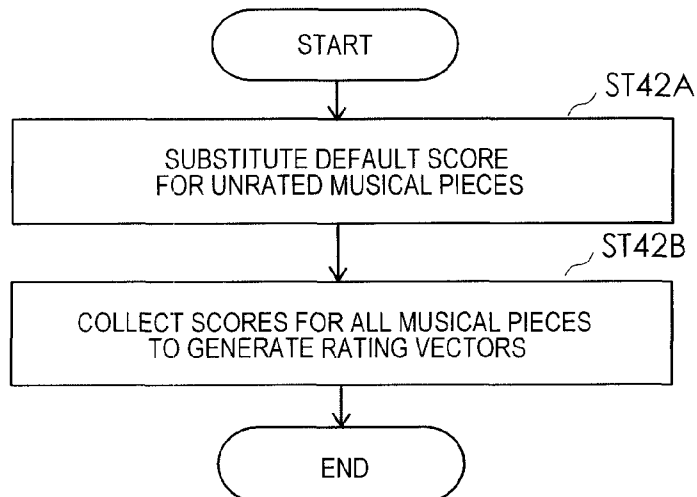 START
ST42A
SUBSTITUTE DEFAULT SCORE
FOR UNRATED MUSICAL PIECES
ST42B
COLLECT SCORES FOR ALL MUSICAL PIECES
TO GENERATE RATING VECTORS
END